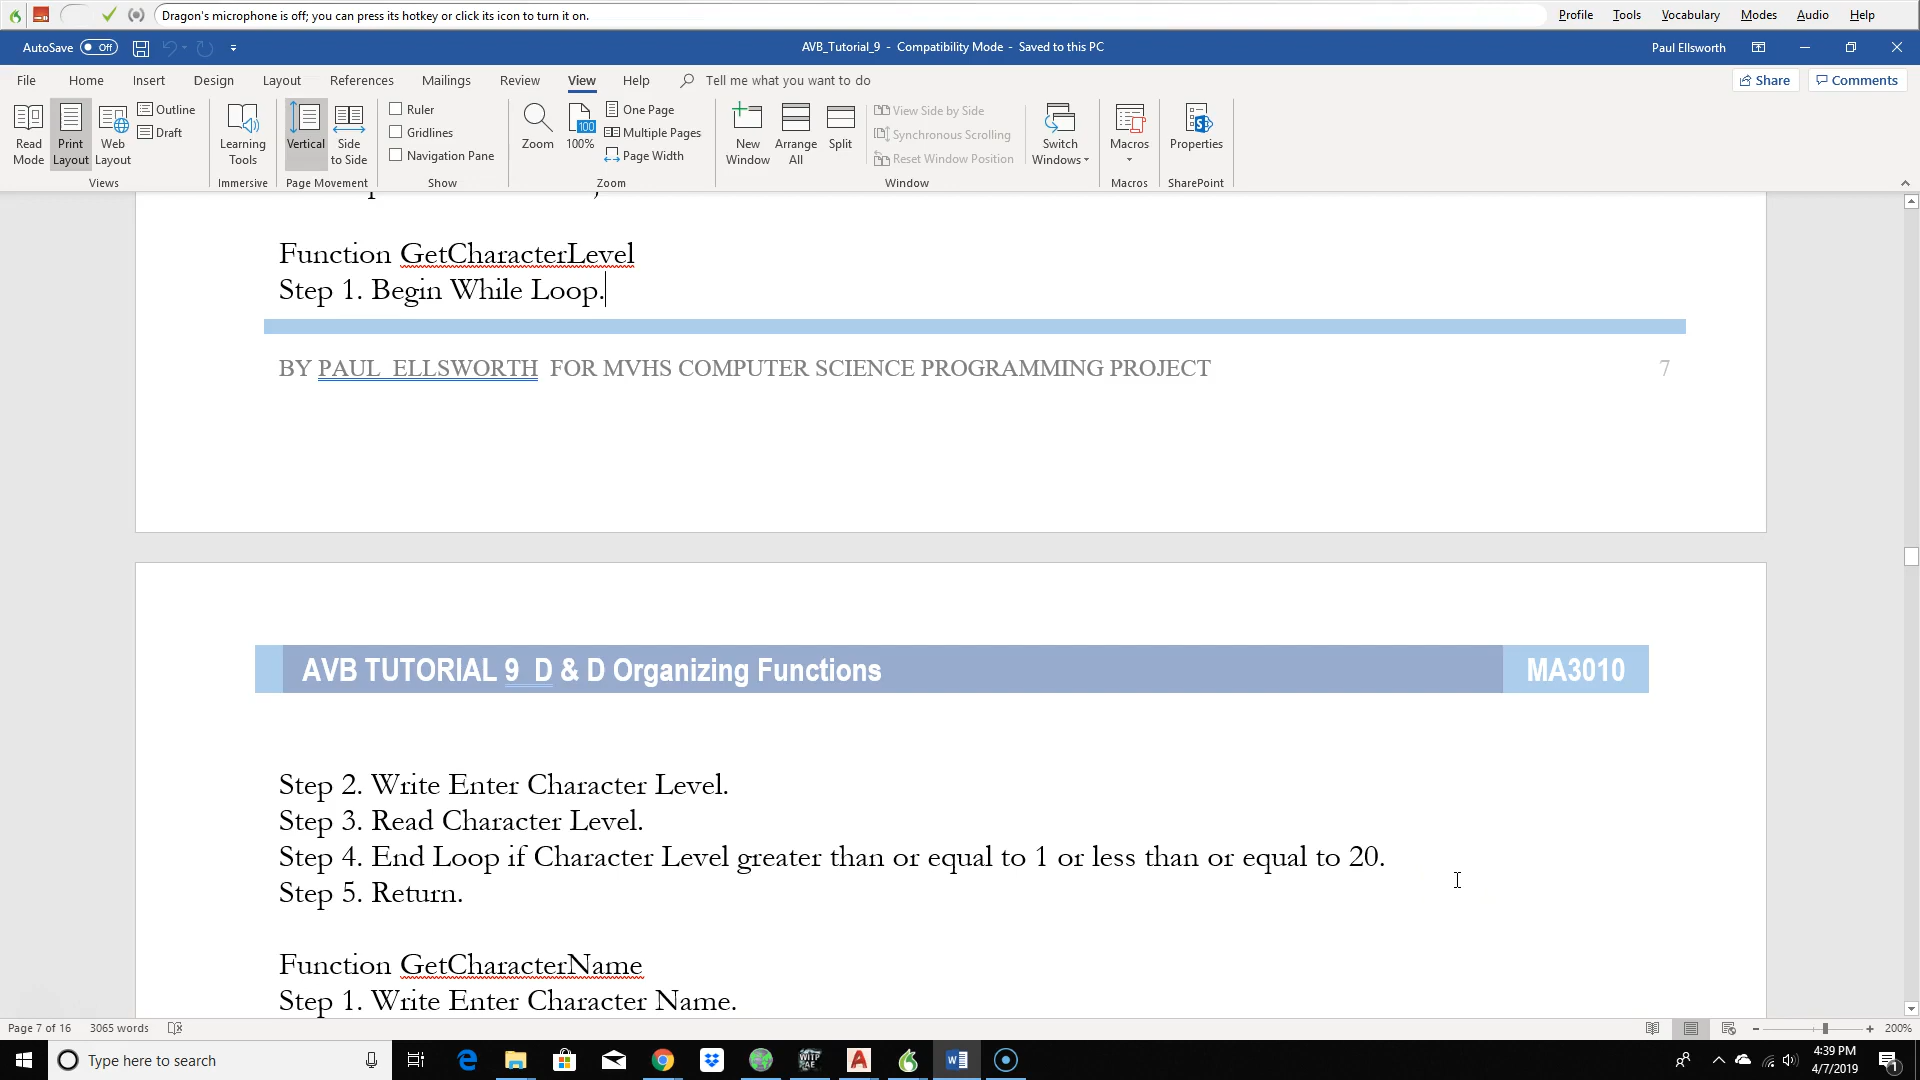 Dragon's microphone is off; you can press its hotkey or click its icon to turn it on.
Profile Tools Vocabulary Modes Audio Help
AutoSave Off
AVB_Tutorial_9 - Compatibility Mode - Saved to this PC
Paul Ellsworth
File Home Insert Design Layout References Mailings Review View Help Tell me what you want to do
Share Comments
Read Mode
Print Layout
Web Layout
Outline
Draft
Views
Learning Tools
Immersive
Vertical
Side to Side
Page Movement
Ruler
Gridlines
Navigation Pane
Show
Zoom
100
100%
One Page
Multiple Pages
Page Width
Zoom
New Window
Arrange All
Split
View Side by Side
Synchronous Scrolling
Reset Window Position
Window
Switch Windows
Macros
Macros
Properties
SharePoint
Function GetCharacterLevel
Step 1. Begin While Loop.
BY PAUL ELLSWORTH FOR MVHS COMPUTER SCIENCE PROGRAMMING PROJECT 7
AVB TUTORIAL 9 D & D Organizing Functions MA3010
Step 2. Write Enter Character Level.
Step 3. Read Character Level.
Step 4. End Loop if Character Level greater than or equal to 1 or less than or equal to 20.
Step 5. Return.
Function GetCharacterName
Step 1. Write Enter Character Name.
Page 7 of 16 3065 words
200%
Type here to search
4:39 PM
4/7/2019